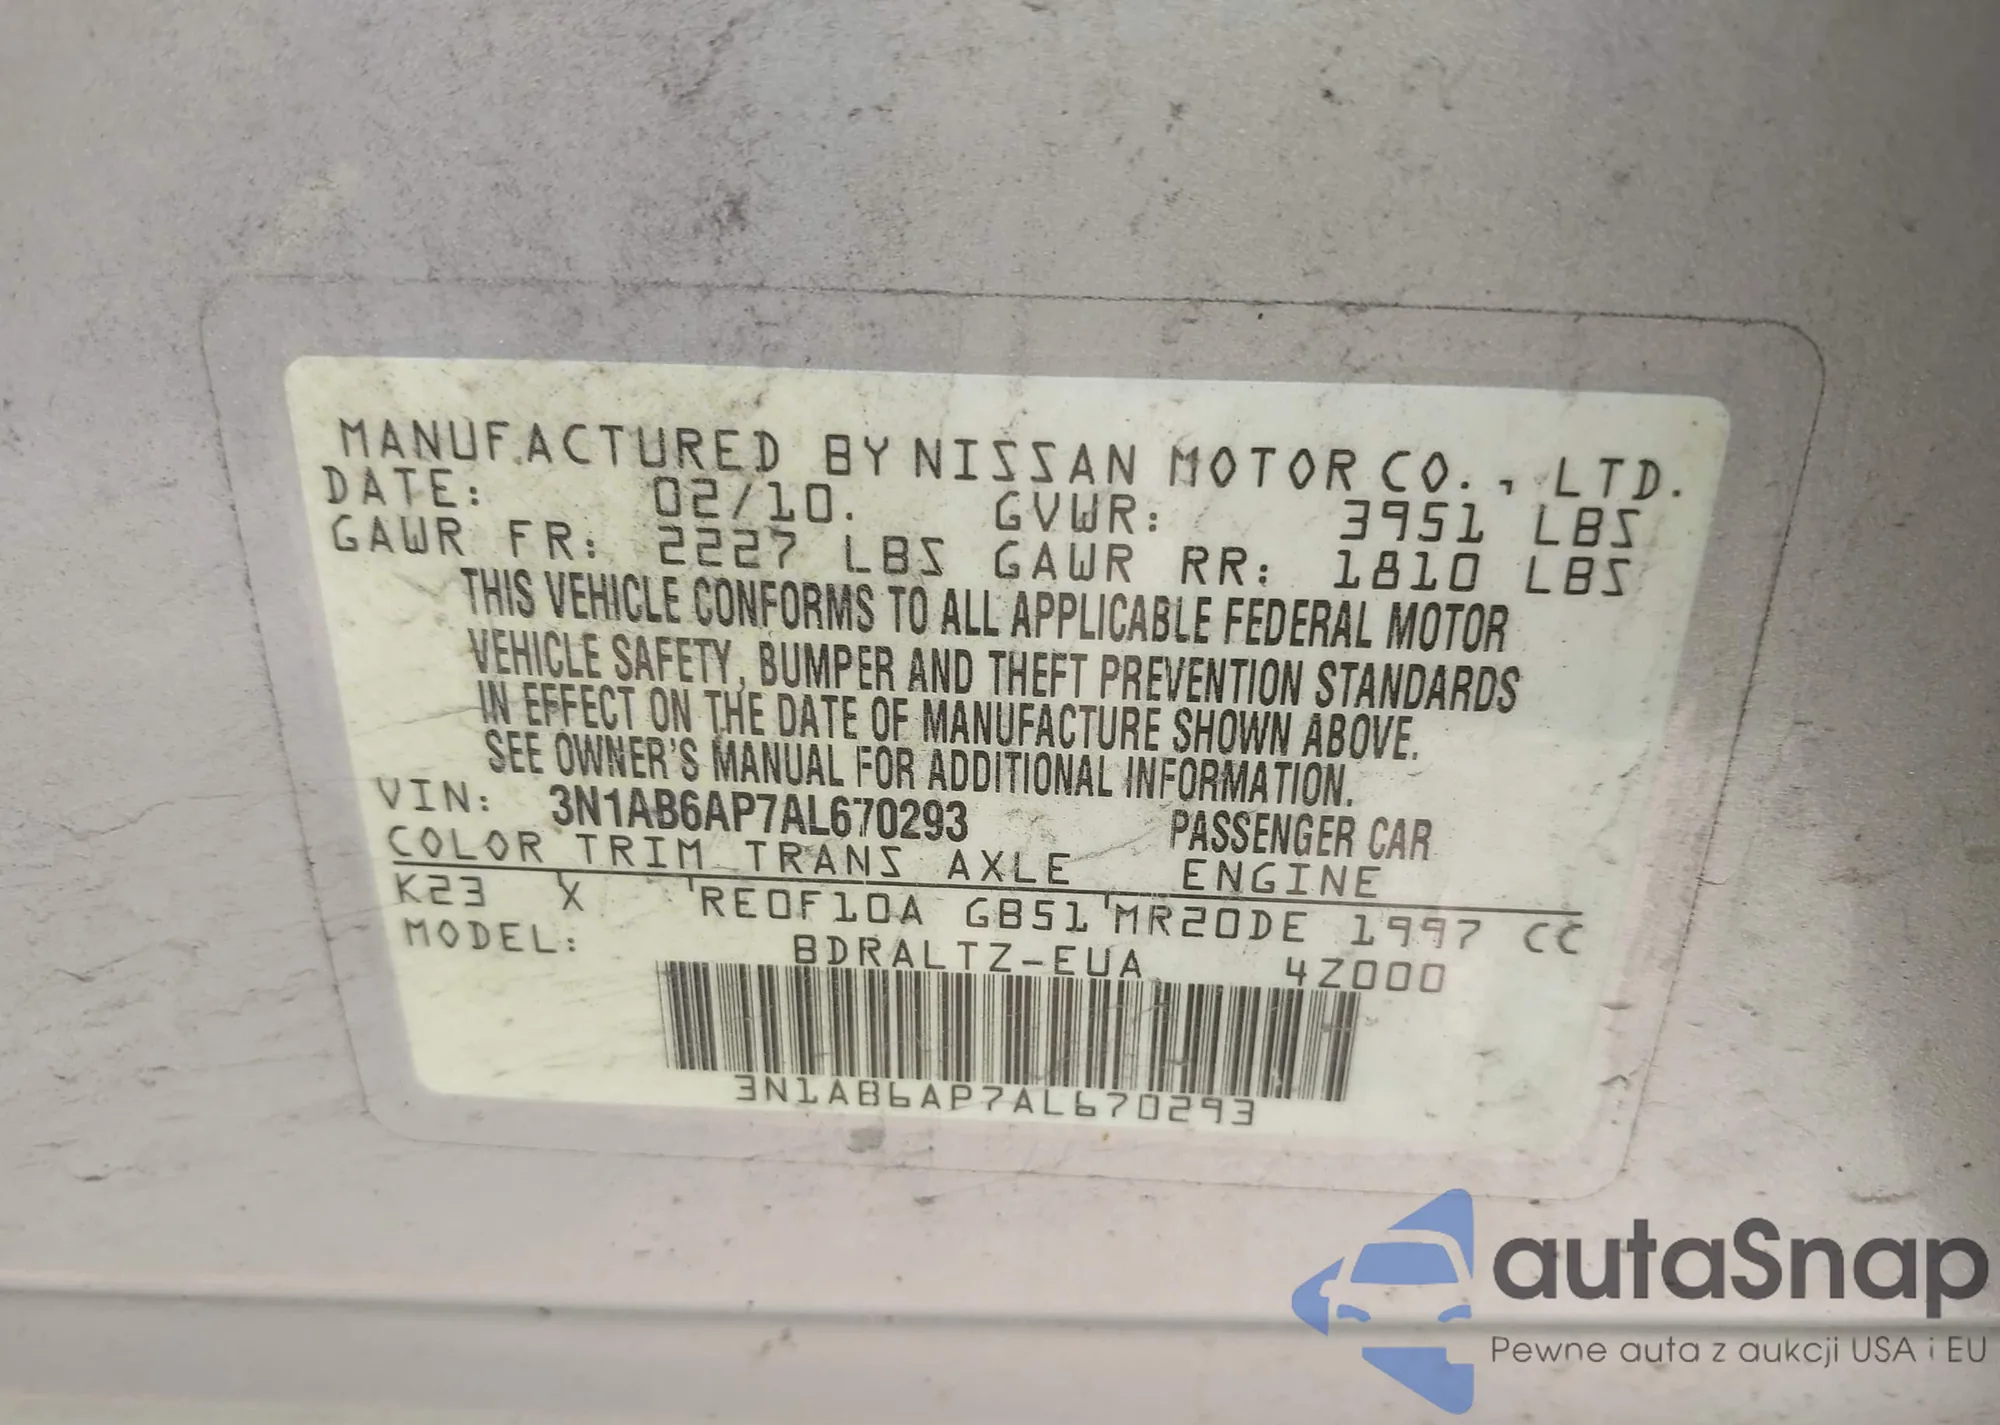 MANUFACTURED BY NISSAN MOTOR CO., LTD.
DATE: 02/10. GVWR: 3951 LBS
GAWR FR: 2227 LBS GAWR RR: 1810 LBS
THIS VEHICLE CONFORMS TO ALL APPLICABLE FEDERAL MOTOR
VEHICLE SAFETY, BUMPER AND THEFT PREVENTION STANDARDS
IN EFFECT ON THE DATE OF MANUFACTURE SHOWN ABOVE.
SEE OWNER'S MANUAL FOR ADDITIONAL INFORMATION.
VIN: 3N1AB6AP7AL670293 PASSENGER CAR
COLOR TRIM TRANS AXLE ENGINE
K23 X RE0F10A GB51 MR20DE 1997 CC
MODEL: BDRALTZ-EUA 4Z000
3N1AB6AP7AL670293
autaSnap
Pewne auta z aukcji USA i EU